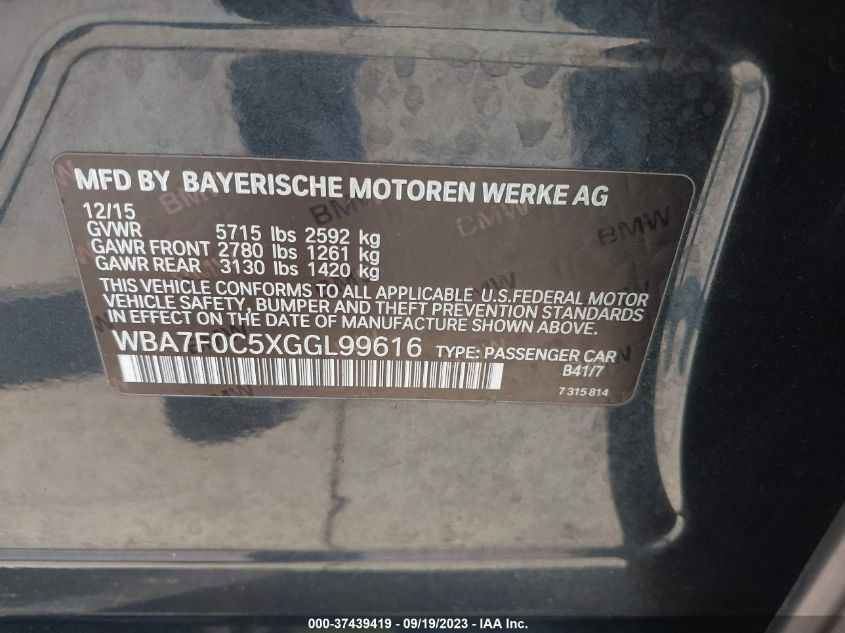 MFD BY BAYERISCHE MOTOREN WERKE AG
12/15
GVWR 5715 lbs 2592 kg
GAWR FRONT 2780 lbs 1261 kg
GAWR REAR 3130 lbs 1420 kg
THIS VEHICLE CONFORMS TO ALL APPLICABLE U.S.FEDERAL MOTOR
VEHICLE SAFETY, BUMPER AND THEFT PREVENTION STANDARDS
IN EFFECT ON THE DATE OF MANUFACTURE SHOWN ABOVE.
WBA7F0C5XGGL99616 TYPE: PASSENGER CAR
B41/7
7 315 814
BMW
BMW
BMW
000-37439419 - 09/19/2023 - IAA Inc.